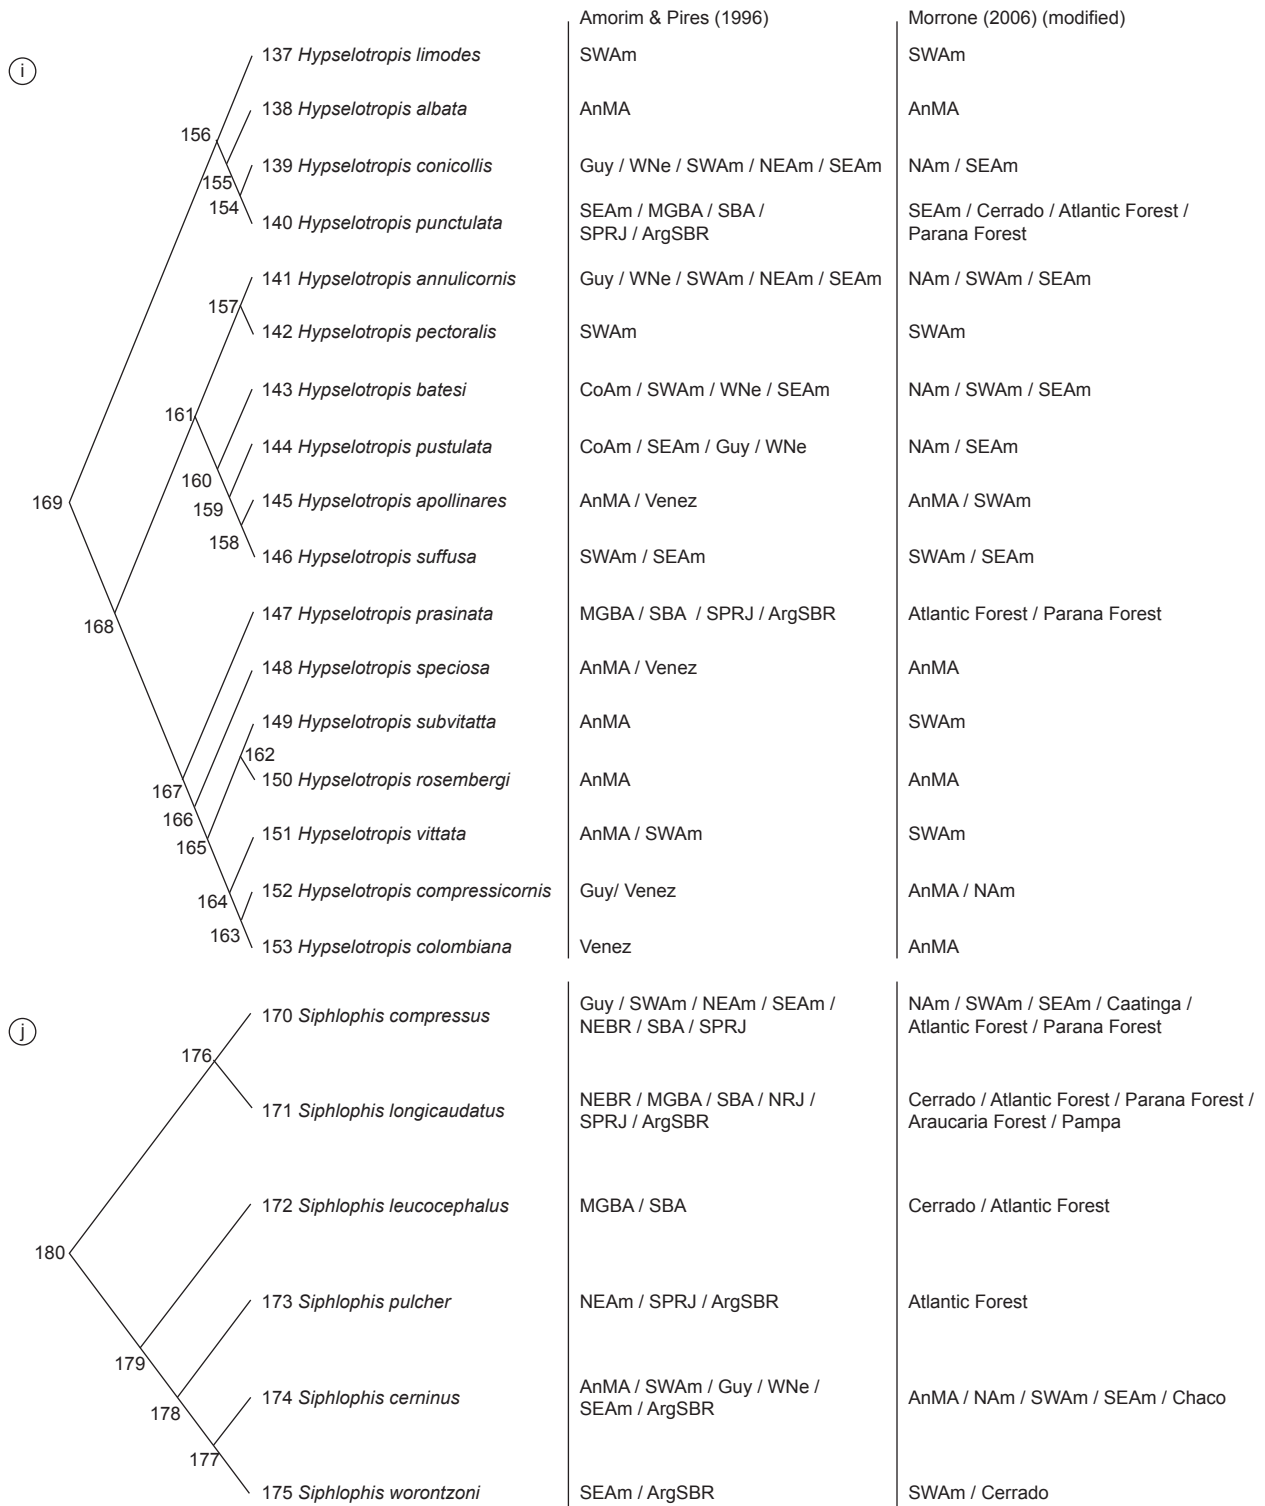 Amorim & Pires (1996)
Morrone (2006) (modified)
i
137 Hypselotropis limodes
SWAm
SWAm
138 Hypselotropis albata
AnMA
AnMA
156
139 Hypselotropis conicollis
Guy / WNe / SWAm / NEAm / SEAm
NAm / SEAm
155
154
140 Hypselotropis punctulata
SEAm / MGBA / SBA /
SPRJ / ArgSBR
SEAm / Cerrado / Atlantic Forest /
Parana Forest
141 Hypselotropis annulicornis
Guy / WNe / SWAm / NEAm / SEAm
NAm / SWAm / SEAm
157
142 Hypselotropis pectoralis
SWAm
SWAm
143 Hypselotropis batesi
CoAm / SWAm / WNe / SEAm
NAm / SWAm / SEAm
161
144 Hypselotropis pustulata
CoAm / SEAm / Guy / WNe
NAm / SEAm
160
169
159
145 Hypselotropis apollinares
AnMA / Venez
AnMA / SWAm
158
146 Hypselotropis suffusa
SWAm / SEAm
SWAm / SEAm
168
147 Hypselotropis prasinata
MGBA / SBA / SPRJ / ArgSBR
Atlantic Forest / Parana Forest
148 Hypselotropis speciosa
AnMA / Venez
AnMA
149 Hypselotropis subvitatta
AnMA
SWAm
162
150 Hypselotropis rosembergi
AnMA
AnMA
167
166
165
151 Hypselotropis vittata
AnMA / SWAm
SWAm
164
152 Hypselotropis compressicornis
Guy/ Venez
AnMA / NAm
163
153 Hypselotropis colombiana
Venez
AnMA
j
170 Siphlophis compressus
Guy / SWAm / NEAm / SEAm /
NEBR / SBA / SPRJ
NAm / SWAm / SEAm / Caatinga /
Atlantic Forest / Parana Forest
176
171 Siphlophis longicaudatus
NEBR / MGBA / SBA / NRJ /
SPRJ / ArgSBR
Cerrado / Atlantic Forest / Parana Forest /
Araucaria Forest / Pampa
172 Siphlophis leucocephalus
MGBA / SBA
Cerrado / Atlantic Forest
180
173 Siphlophis pulcher
NEAm / SPRJ / ArgSBR
Atlantic Forest
179
174 Siphlophis cerninus
AnMA / SWAm / Guy / WNe /
SEAm / ArgSBR
AnMA / NAm / SWAm / SEAm / Chaco
178
177
175 Siphlophis worontzoni
SEAm / ArgSBR
SWAm / Cerrado